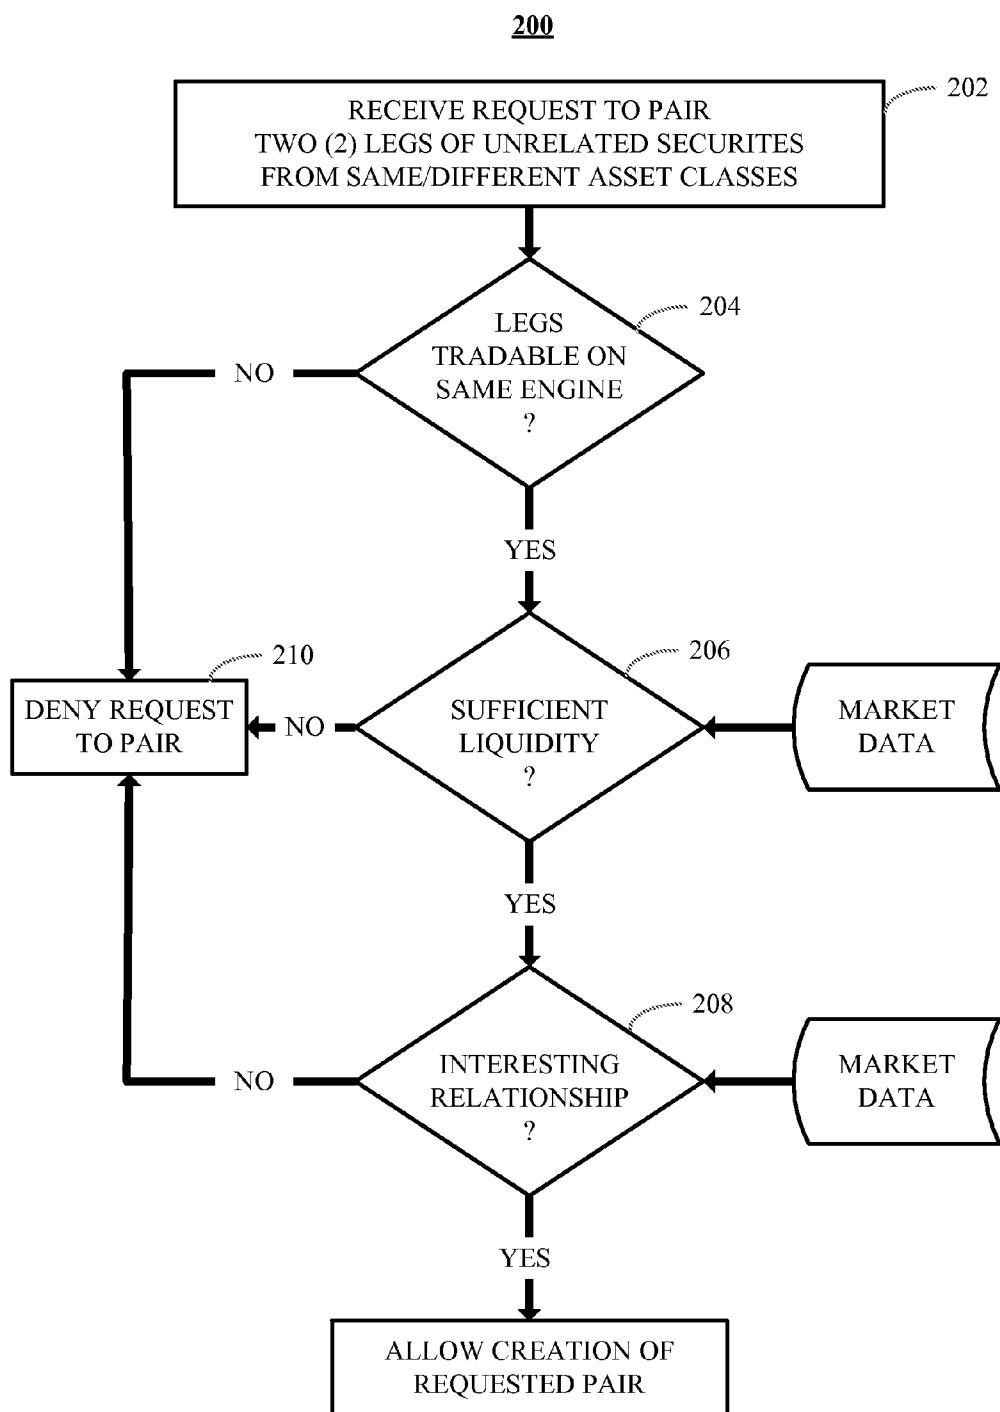 200
202
RECEIVE REQUEST TO PAIR
TWO (2) LEGS OF UNRELATED SECURITES
FROM SAME/DIFFERENT ASSET CLASSES
204
LEGS
TRADABLE ON
SAME ENGINE
?
NO
YES
210
206
DENY REQUEST
TO PAIR
NO
SUFFICIENT
LIQUIDITY
?
MARKET
DATA
YES
208
NO
INTERESTING
RELATIONSHIP
?
MARKET
DATA
YES
ALLOW CREATION OF
REQUESTED PAIR